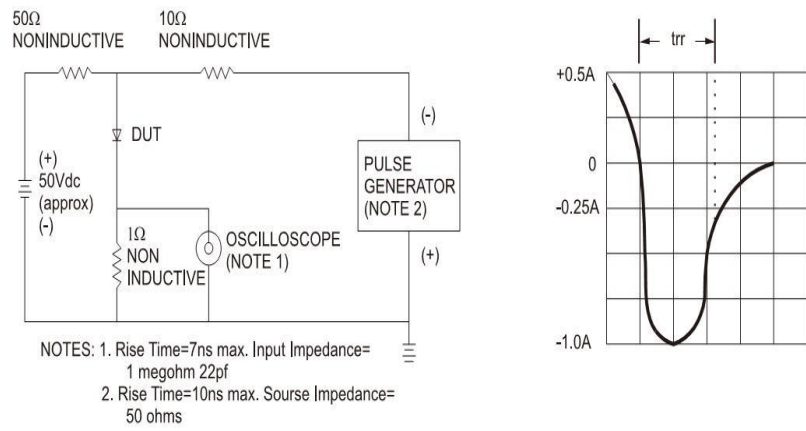 50Ω
NONINDUCTIVE
10Ω
NONINDUCTIVE
DUT
(+)
50Vdc
(approx)
(-)
1Ω
NON
INDUCTIVE
OSCILLOSCOPE
(NOTE 1)
(-)
PULSE
GENERATOR
(NOTE 2)
(+)
NOTES: 1. Rise Time=7ns max. Input Impedance=
1 megohm 22pf
2. Rise Time=10ns max. Sourse Impedance=
50 ohms
trr
+0.5A
0
-0.25A
-1.0A